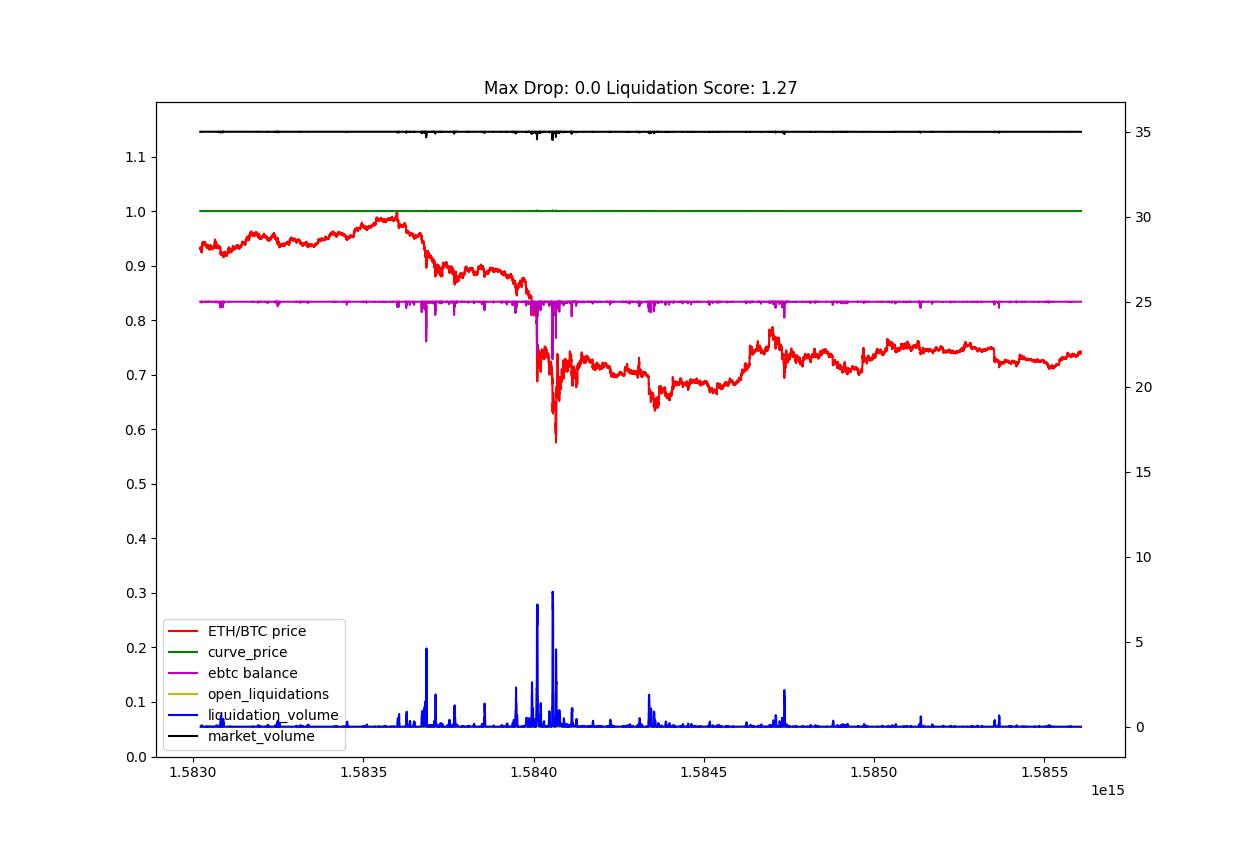 Max Drop: 0.0 Liquidation Score: 1.27
1.1
1.0
0.9
0.8
0.7
0.6
0.5
0.4
0.3
0.2
0.1
0.0
35
30
25
20
15
10
5
0
ETH/BTC price
curve_price
ebtc balance
open_liquidations
liquidation_volume
market_volume
1.5830 1.5835 1.5840 1.5845 1.5850 1.5855
1e15